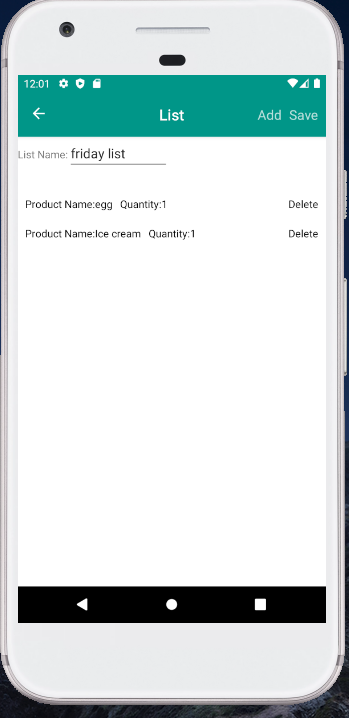 12:01
List Add Save
List Name: friday list
Product Name:egg Quantity:1 Delete
Product Name:Ice cream Quantity:1 Delete